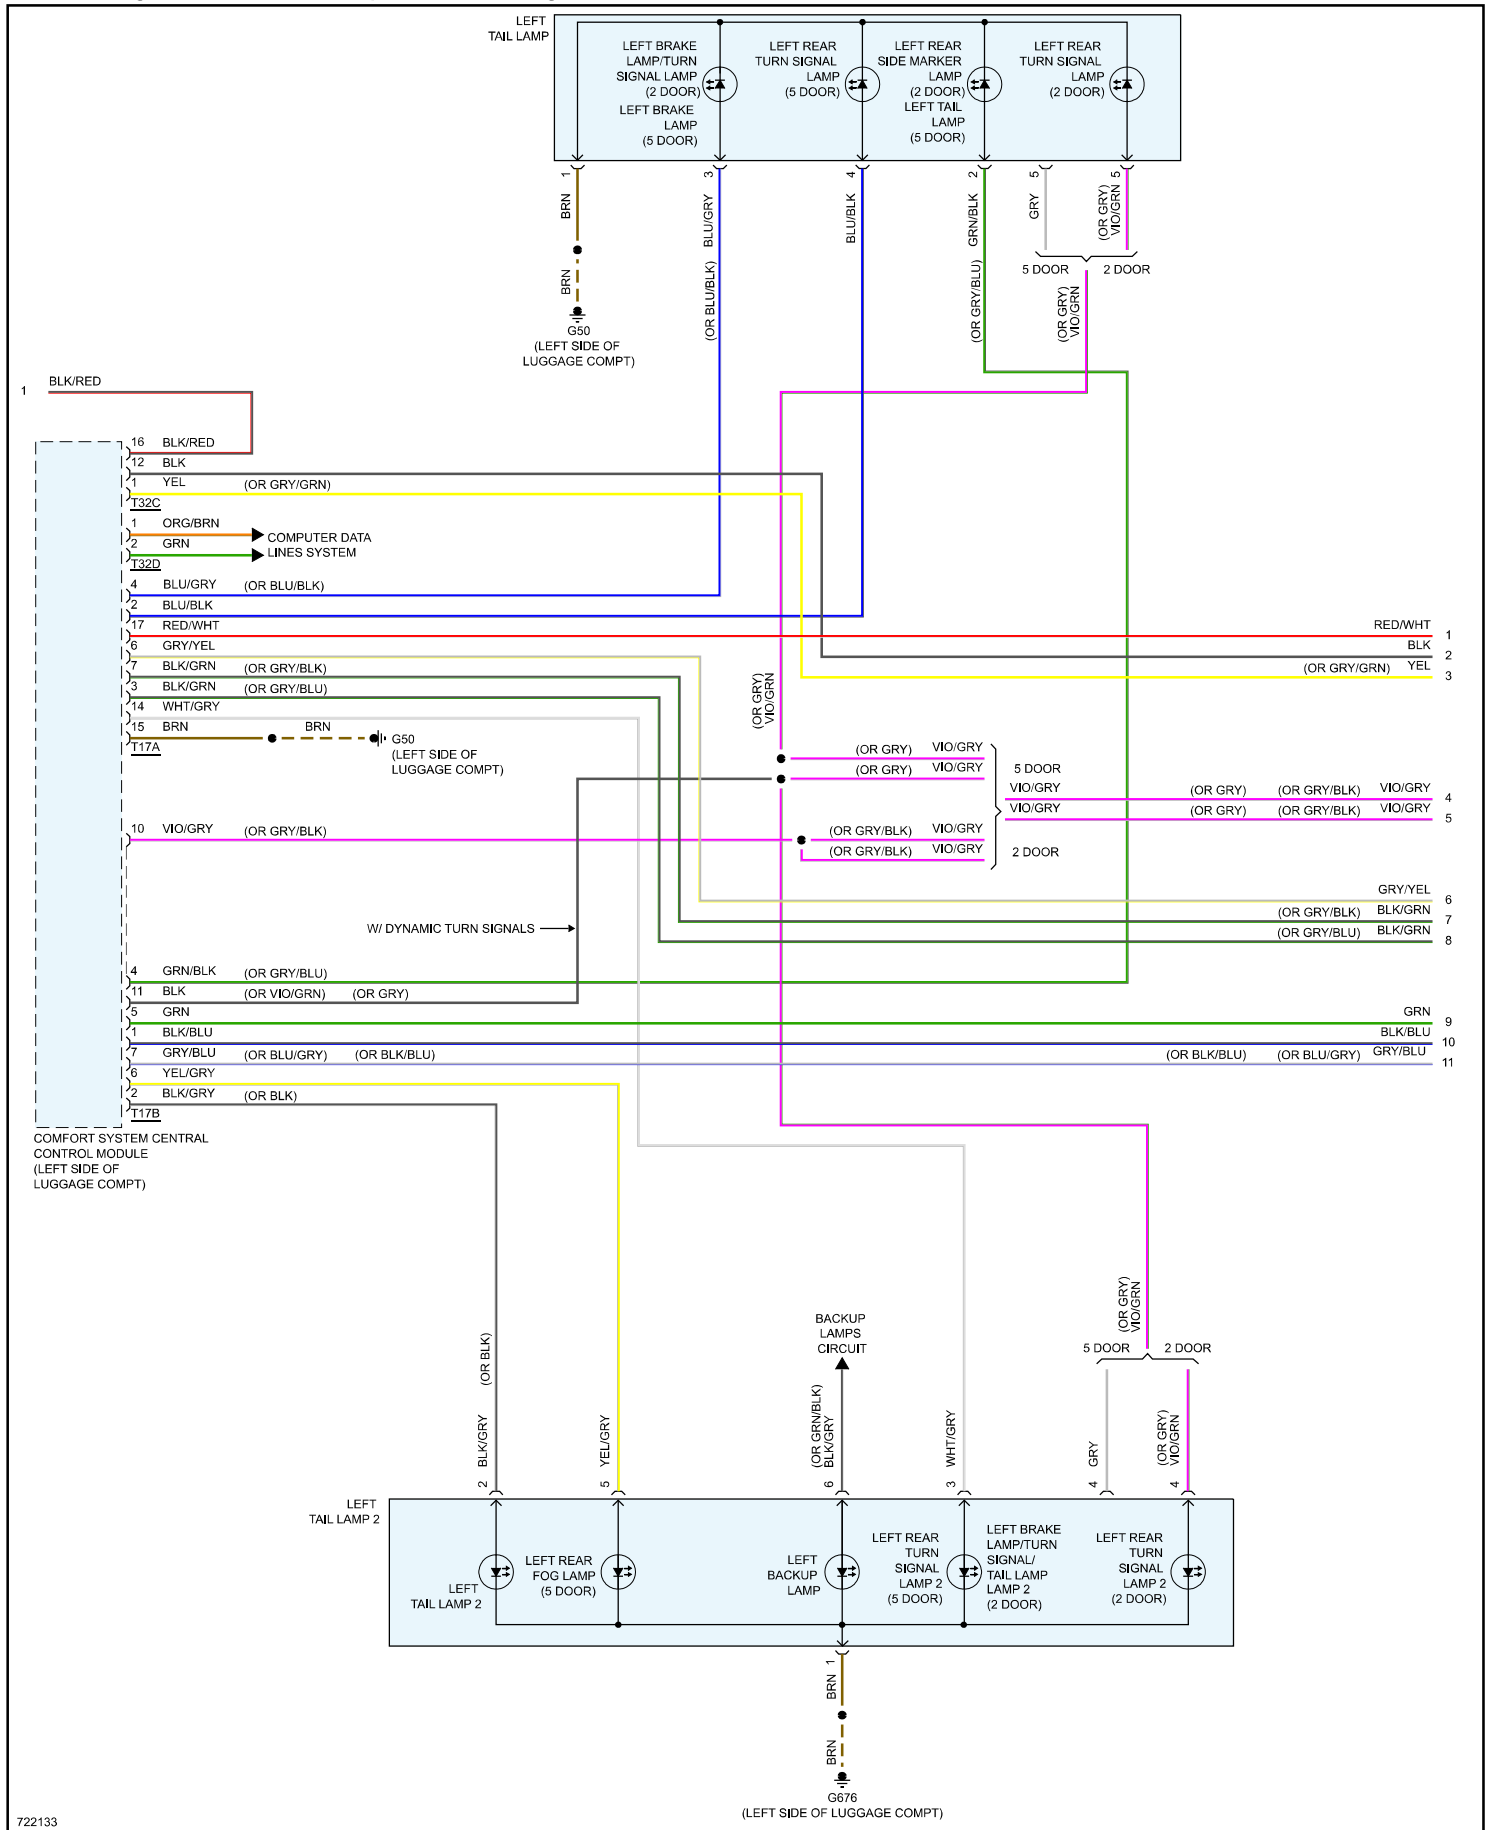 LEFT
TAIL LAMP
LEFT BRAKE
LAMP/TURN
SIGNAL LAMP
(2 DOOR)
LEFT BRAKE
LAMP
(5 DOOR)
LEFT REAR
TURN SIGNAL
LAMP
(5 DOOR)
LEFT REAR
SIDE MARKER
LAMP
(2 DOOR)
LEFT TAIL
LAMP
(5 DOOR)
LEFT REAR
TURN SIGNAL
LAMP
(2 DOOR)
1
3
4
2
5
5
BRN
BLU/GRY
BLU/BLK
GRN/BLK
GRY
(OR GRY)
VIO/GRN
BRN
(OR BLU/BLK)
(OR GRY/BLU)
5 DOOR
2 DOOR
(OR GRY)
VIO/GRN
G50
(LEFT SIDE OF
LUGGAGE COMPT)
1 BLK/RED
16 BLK/RED
12 BLK
1 YEL (OR GRY/GRN)
T32C
1 ORG/BRN
2 GRN
T32D
COMPUTER DATA
LINES SYSTEM
4 BLU/GRY (OR BLU/BLK)
2 BLU/BLK
17 RED/WHT
6 GRY/YEL
7 BLK/GRN (OR GRY/BLK)
3 BLK/GRN (OR GRY/BLU)
14 WHT/GRY
15 BRN BRN
T17A
G50
(LEFT SIDE OF
LUGGAGE COMPT)
RED/WHT 1
BLK 2
(OR GRY/GRN) YEL 3
(OR GRY)
VIO/GRN
(OR GRY) VIO/GRY
(OR GRY) VIO/GRY
5 DOOR
VIO/GRY (OR GRY) (OR GRY/BLK) VIO/GRY 4
VIO/GRY (OR GRY) (OR GRY/BLK) VIO/GRY 5
10 VIO/GRY (OR GRY/BLK)
(OR GRY/BLK) VIO/GRY
(OR GRY/BLK) VIO/GRY
2 DOOR
GRY/YEL 6
(OR GRY/BLK) BLK/GRN 7
(OR GRY/BLU) BLK/GRN 8
W/ DYNAMIC TURN SIGNALS
4 GRN/BLK (OR GRY/BLU)
11 BLK (OR VIO/GRN) (OR GRY)
5 GRN
1 BLK/BLU
7 GRY/BLU (OR BLU/GRY) (OR BLK/BLU)
6 YEL/GRY
2 BLK/GRY (OR BLK)
T17B
GRN 9
BLK/BLU 10
(OR BLK/BLU) (OR BLU/GRY) GRY/BLU 11
COMFORT SYSTEM CENTRAL
CONTROL MODULE
(LEFT SIDE OF
LUGGAGE COMPT)
(OR GRY)
VIO/GRN
BACKUP
LAMPS
CIRCUIT
5 DOOR
2 DOOR
(OR BLK)
BLK/GRY
YEL/GRY
(OR GRN/BLK)
BLK/GRY
WHT/GRY
GRY
(OR GRY)
VIO/GRN
2
5
6
3
4
4
LEFT
TAIL LAMP 2
LEFT
TAIL LAMP 2
LEFT REAR
FOG LAMP
(5 DOOR)
LEFT
BACKUP
LAMP
LEFT REAR
TURN
SIGNAL
LAMP 2
(5 DOOR)
LEFT BRAKE
LAMP/TURN
SIGNAL/
TAIL LAMP
LAMP 2
(2 DOOR)
LEFT REAR
TURN
SIGNAL
LAMP 2
(2 DOOR)
1
BRN
BRN
G676
(LEFT SIDE OF LUGGAGE COMPT)
722133